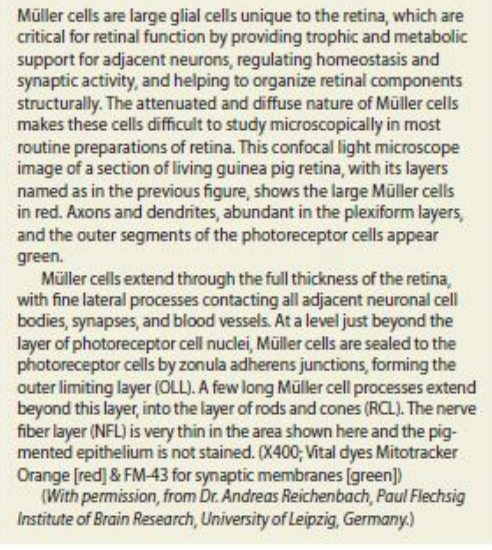 Müller cells are large glial cells unique to the retina, which are
critical for retinal function by providing trophic and metabolic
support for adjacent neurons, regulating homeostasis and
synaptic activity, and helping to organize retinal components
structurally. The attenuated and diffuse nature of Müller cells
makes these cells difficult to study microscopically in most
routine preparations of retina. This confocal light microscope
image of a section of living guinea pig retina, with its layers
named as in the previous figure, shows the large Müller cells
in red. Axons and dendrites, abundant in the plexiform layers,
and the outer segments of the photoreceptor cells appear
green.
Müller cells extend through the full thickness of the retina,
with fine lateral processes contacting all adjacent neuronal cell
bodies, synapses, and blood vessels. At a level just beyond the
layer of photoreceptor cell nuclei, Müller cells are sealed to the
photoreceptor cells by zonula adherens junctions, forming the
outer limiting layer (OLL). A few long Müller cell processes extend
beyond this layer, into the layer of rods and cones (RCL). The nerve
fiber layer (NFL) is very thin in the area shown here and the pig-
mented epithelium is not stained. (X400; Vital dyes Mitotracker
Orange [red] & FM-43 for synaptic membranes [green])
(With permission, from Dr. Andreas Reichenbach, Paul Flechsig
Institute of Brain Research, University of Leipzig, Germany.)